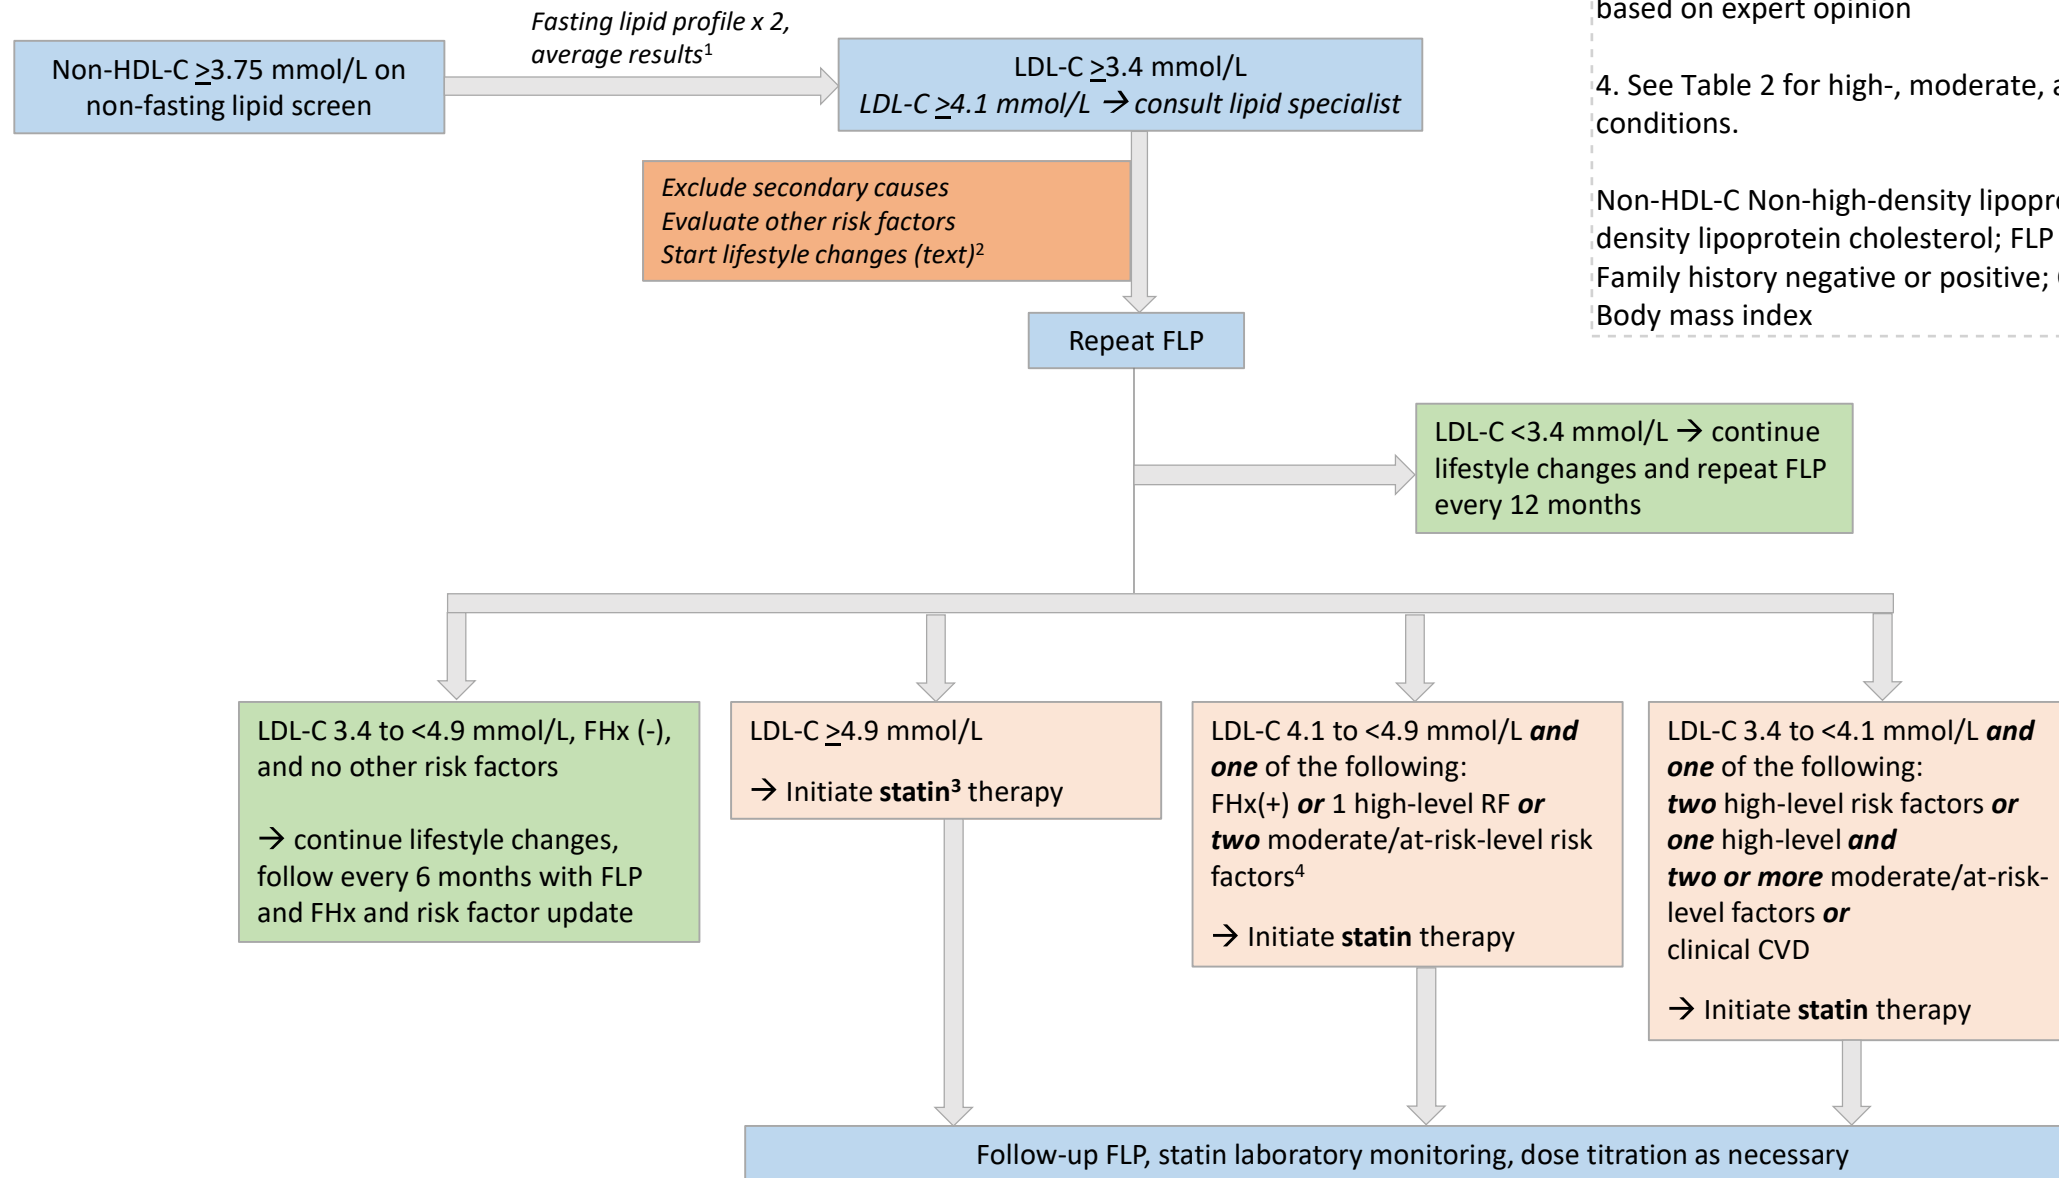 Fasting lipid profile x 2,
average results¹
Non-HDL-C ≥3.75 mmol/L on
non-fasting lipid screen
LDL-C ≥3.4 mmol/L
LDL-C ≥4.1 mmol/L → consult lipid specialist
Exclude secondary causes
Evaluate other risk factors
Start lifestyle changes (text)²
Repeat FLP
based on expert opinion
4. See Table 2 for high-, moderate,
conditions.
Non-HDL-C Non-high-density
density lipoprotein cholesterol; FLP
Family history negative or positive;
Body mass index
LDL-C <3.4 mmol/L → continue
lifestyle changes and repeat FLP
every 12 months
LDL-C 3.4 to <4.9 mmol/L, FHx (-),
and no other risk factors
→ continue lifestyle changes,
follow every 6 months with FLP
and FHx and risk factor update
LDL-C ≥4.9 mmol/L
→ Initiate statin³ therapy
LDL-C 4.1 to <4.9 mmol/L and
one of the following:
FHx(+) or 1 high-level RF or
two moderate/at-risk-level risk
factors⁴
→ Initiate statin therapy
LDL-C 3.4 to <4.1 mmol/L and
one of the following:
two high-level risk factors or
one high-level and
two or more moderate/at-risk-
level factors or
clinical CVD
→ Initiate statin therapy
Follow-up FLP, statin laboratory monitoring, dose titration as necessary